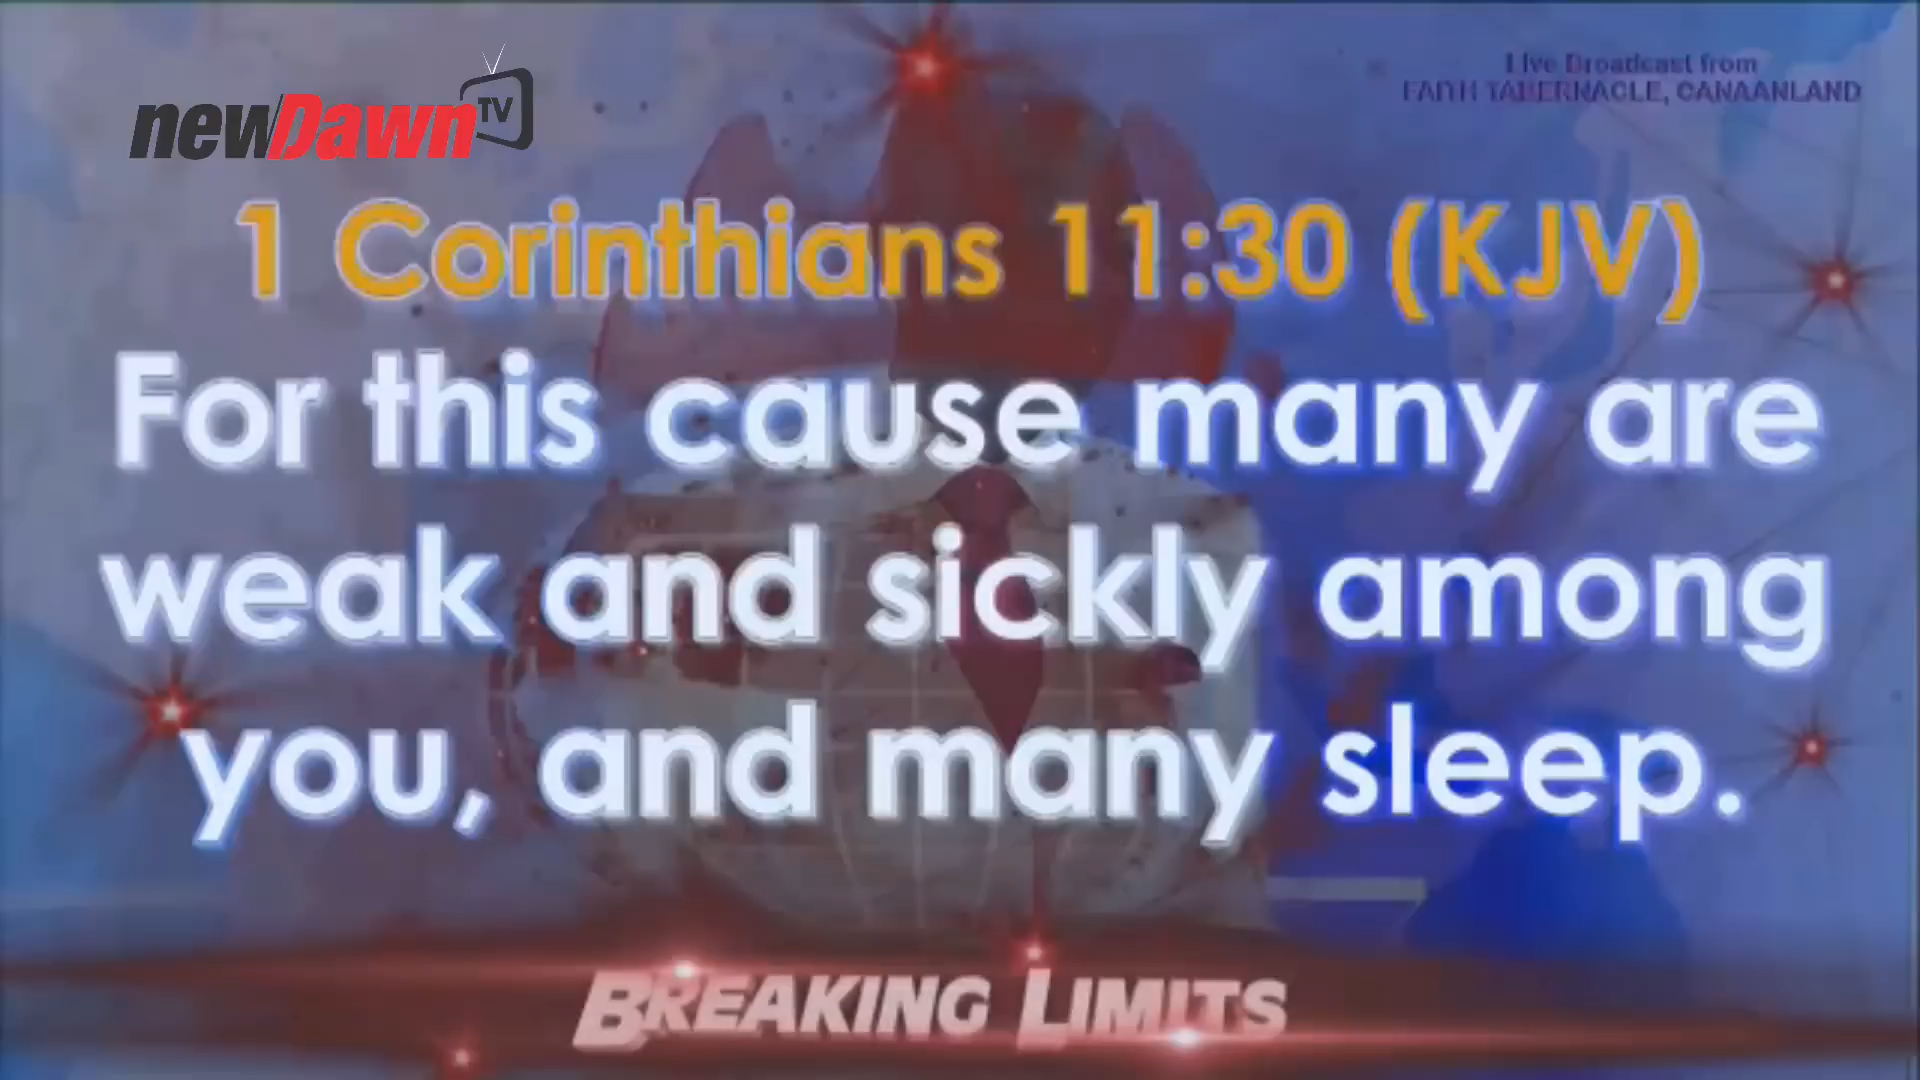 newDawn TV
Live Broadcast from
FAITH TABERNACLE, CANAANLAND
1 Corinthians 11:30 (KJV)
For this cause many are
weak and sickly among
you, and many sleep.
BREAKING LIMITS